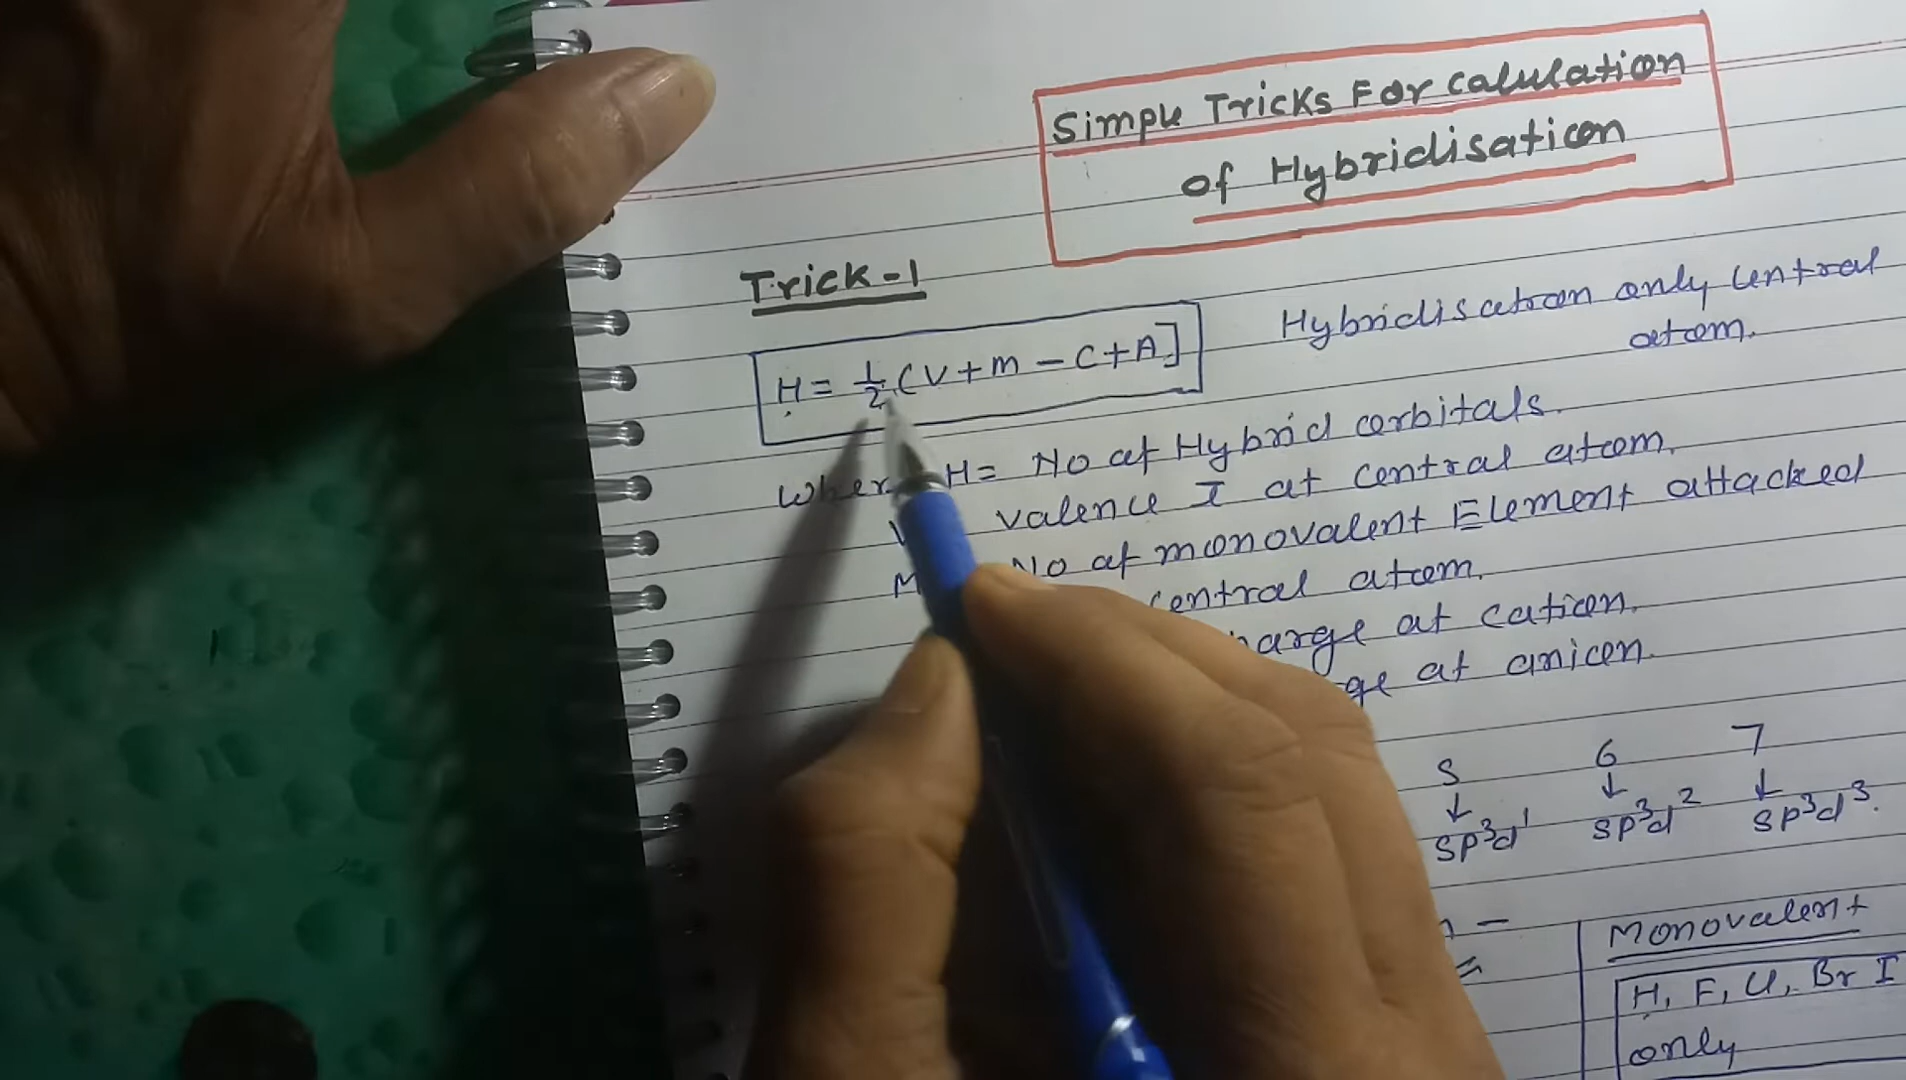 Simple Tricks For Calulation
of Hybridisation
Trick-1
H = 1/2 (V + M - C + A]
Hybridisation only central
atom.
H = No of Hybrid orbitals.
valence I at central atom.
No of monovalent Element attacked
central atom.
at cation.
at anion.
5 6 7
↓ ↓ ↓
sp³d¹ sp³d² sp³d³.
Monovalent
H, F, Cl, Br I
only